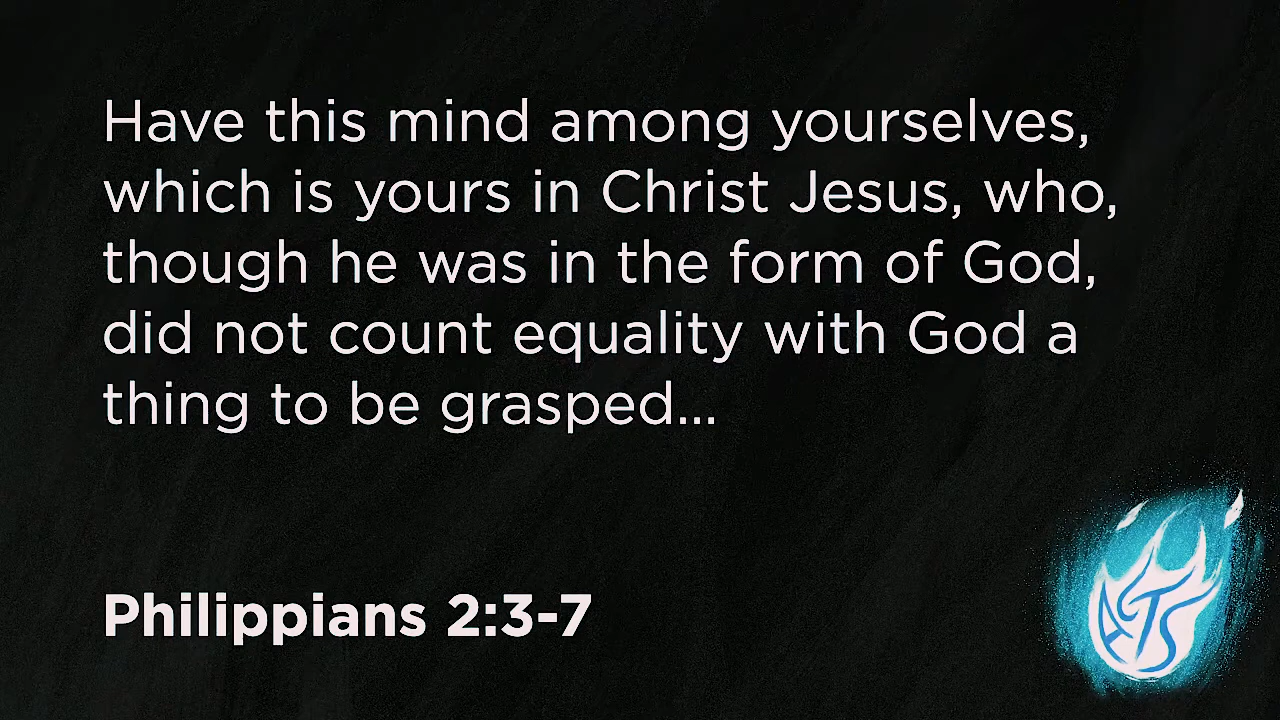 Have this mind among yourselves,
which is yours in Christ Jesus, who,
though he was in the form of God,
did not count equality with God a
thing to be grasped...
Philippians 2:3-7
ACTS